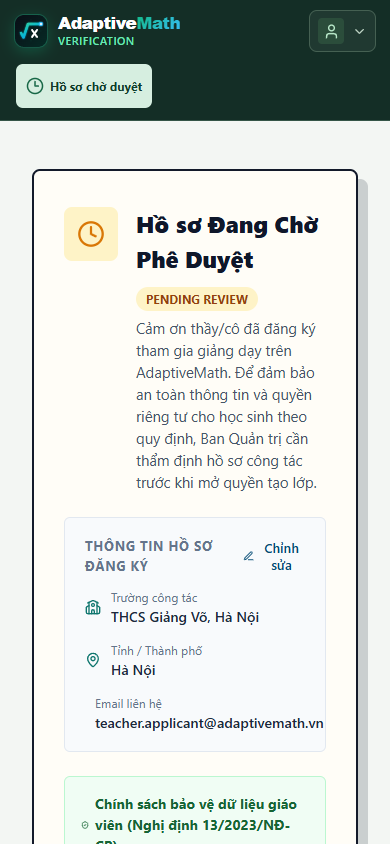 AdaptiveMath
VERIFICATION
Hồ sơ chờ duyệt
Hồ sơ Đang Chờ
Phê Duyệt
PENDING REVIEW
Cảm ơn thầy/cô đã đăng ký
tham gia giảng dạy trên
AdaptiveMath. Để đảm bảo
an toàn thông tin và quyền
riêng tư cho học sinh theo
quy định, Ban Quản trị cần
thẩm định hồ sơ công tác
trước khi mở quyền tạo lớp.
THÔNG TIN HỒ SƠ
ĐĂNG KÝ
Chỉnh
sửa
Trường công tác
THCS Giảng Võ, Hà Nội
Tỉnh / Thành phố
Hà Nội
Email liên hệ
teacher.applicant@adaptivemath.vn
Chính sách bảo vệ dữ liệu giáo
viên (Nghị định 13/2023/NĐ-